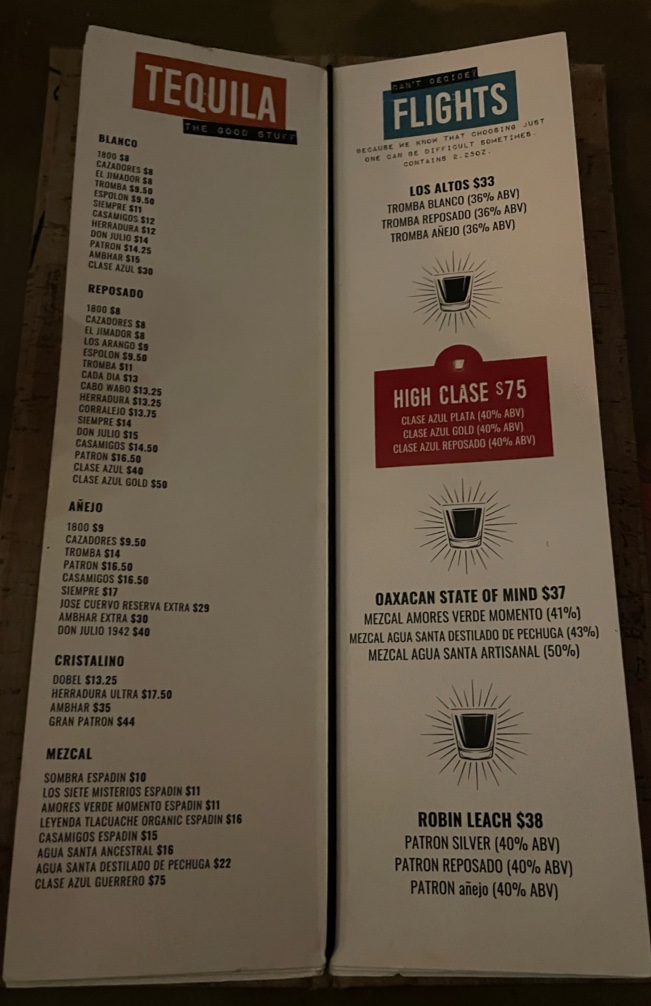 TEQUILA
THE GOOD STUFF
BLANCO
1800 $8
CAZADORES $8
EL JIMADOR $8
TROMBA $9.50
ESPOLON $9.50
SIEMPRE $11
CASAMIGOS $12
HERRADURA $12
DON JULIO $14
PATRON $14.25
AMBHAR $15
CLASE AZUL $30
REPOSADO
1800 $8
CAZADORES $8
EL JIMADOR $8
LOS ARANGO $9
ESPOLON $9.50
TROMBA $11
CADA DIA $13
CABO WABO $13.25
HERRADURA $13.25
CORRALEJO $13.75
SIEMPRE $14
DON JULIO $15
CASAMIGOS $14.50
PATRON $16.50
CLASE AZUL $40
CLASE AZUL GOLD $50
AÑEJO
1800 $9
CAZADORES $9.50
TROMBA $14
PATRON $16.50
CASAMIGOS $16.50
SIEMPRE $17
JOSE CUERVO RESERVA EXTRA $29
AMBHAR EXTRA $30
DON JULIO 1942 $40
CRISTALINO
DOBEL $13.25
HERRADURA ULTRA $17.50
AMBHAR $35
GRAN PATRON $44
MEZCAL
SOMBRA ESPADIN $10
LOS SIETE MISTERIOS ESPADIN $11
AMORES VERDE MOMENTO ESPADIN $11
LEYENDA TLACUACHE ORGANIC ESPADIN $16
CASAMIGOS ESPADIN $15
AGUA SANTA ANCESTRAL $16
AGUA SANTA DESTILADO DE PECHUGA $22
CLASE AZUL GUERRERO $75
CAN'T DECIDE?
FLIGHTS
BECAUSE WE KNOW THAT CHOOSING JUST
ONE CAN BE DIFFICULT SOMETIMES.
CONTAINS 2.25OZ.
LOS ALTOS $33
TROMBA BLANCO (36% ABV)
TROMBA REPOSADO (36% ABV)
TROMBA AÑEJO (36% ABV)
HIGH CLASE $75
CLASE AZUL PLATA (40% ABV)
CLASE AZUL GOLD (40% ABV)
CLASE AZUL REPOSADO (40% ABV)
OAXACAN STATE OF MIND $37
MEZCAL AMORES VERDE MOMENTO (41%)
MEZCAL AGUA SANTA DESTILADO DE PECHUGA (43%)
MEZCAL AGUA SANTA ARTISANAL (50%)
ROBIN LEACH $38
PATRON SILVER (40% ABV)
PATRON REPOSADO (40% ABV)
PATRON añejo (40% ABV)